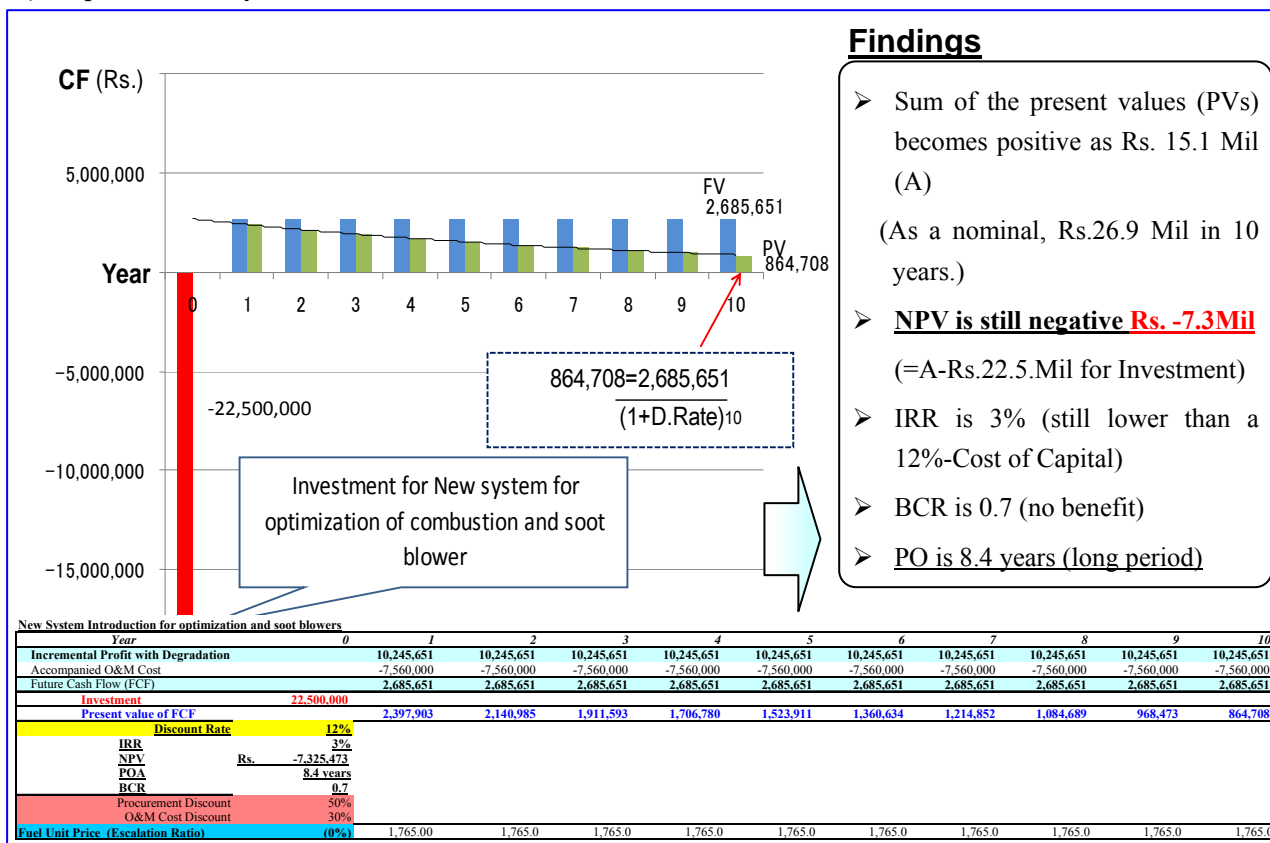 Findings
CF (Rs.)
5,000,000
Year
−5,000,000
−10,000,000
−15,000,000
0 1 2 3 4 5 6 7 8 9 10
FV
2,685,651
PV
864,708
-22,500,000
864,708=2,685,651
(1+D.Rate)10
Investment for New system for
optimization of combustion and soot
blower
➢ Sum of the present values (PVs)
becomes positive as Rs. 15.1 Mil
(A)
(As a nominal, Rs.26.9 Mil in 10
years.)
➢ NPV is still negative Rs. -7.3Mil
(=A-Rs.22.5.Mil for Investment)
➢ IRR is 3% (still lower than a
12%-Cost of Capital)
➢ BCR is 0.7 (no benefit)
➢ PO is 8.4 years (long period)
New System Introduction for optimization and soot blowers
Year 0 1 2 3 4 5 6 7 8 9 10
Incremental Profit with Degradation 10,245,651 10,245,651 10,245,651 10,245,651 10,245,651 10,245,651 10,245,651 10,245,651 10,245,651 10,245,651
Accompanied O&M Cost -7,560,000 -7,560,000 -7,560,000 -7,560,000 -7,560,000 -7,560,000 -7,560,000 -7,560,000 -7,560,000 -7,560,000
Future Cash Flow (FCF) 2,685,651 2,685,651 2,685,651 2,685,651 2,685,651 2,685,651 2,685,651 2,685,651 2,685,651 2,685,651
Investment 22,500,000
Present value of FCF 2,397,903 2,140,985 1,911,593 1,706,780 1,523,911 1,360,634 1,214,852 1,084,689 968,473 864,708
Discount Rate 12%
IRR 3%
NPV Rs. -7,325,473
POA 8.4 years
BCR 0.7
Procurement Discount 50%
O&M Cost Discount 30%
Fuel Unit Price (Escalation Ratio) (0%) 1,765.00 1,765.0 1,765.0 1,765.0 1,765.0 1,765.0 1,765.0 1,765.0 1,765.0 1,765.0